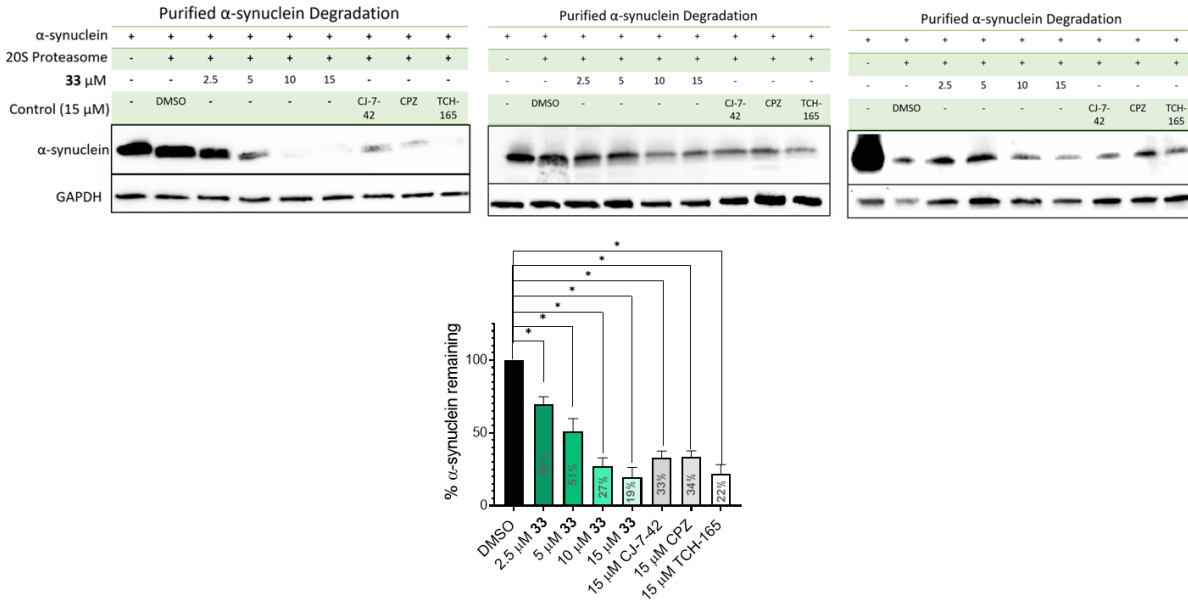 Purified α-synuclein Degradation
α-synuclein + + + + + + + + +
20S Proteasome - + + + + + + + +
33 μM - - 2.5 5 10 15 - - -
Control (15 μM) - DMSO - - - - CJ-7-42 CPZ TCH-165
α-synuclein
GAPDH
Purified α-synuclein Degradation
+ + + + + + + + +
- + + + + + + + +
- - 2.5 5 10 15 - - -
- DMSO - - - - CJ-7-42 CPZ TCH-165
Purified α-synuclein Degradation
+ + + + + + + + +
- + + + + + + + +
- - 2.5 5 10 15 - - -
- DMSO - - - - CJ-7-42 CPZ TCH-165
*
*
*
*
*
*
*
% α-synuclein remaining
100
50
0
51%
27%
19%
33%
34%
22%
DMSO
2.5 μM 33
5 μM 33
10 μM 33
15 μM 33
15 μM CJ-7-42
15 μM CPZ
15 μM TCH-165